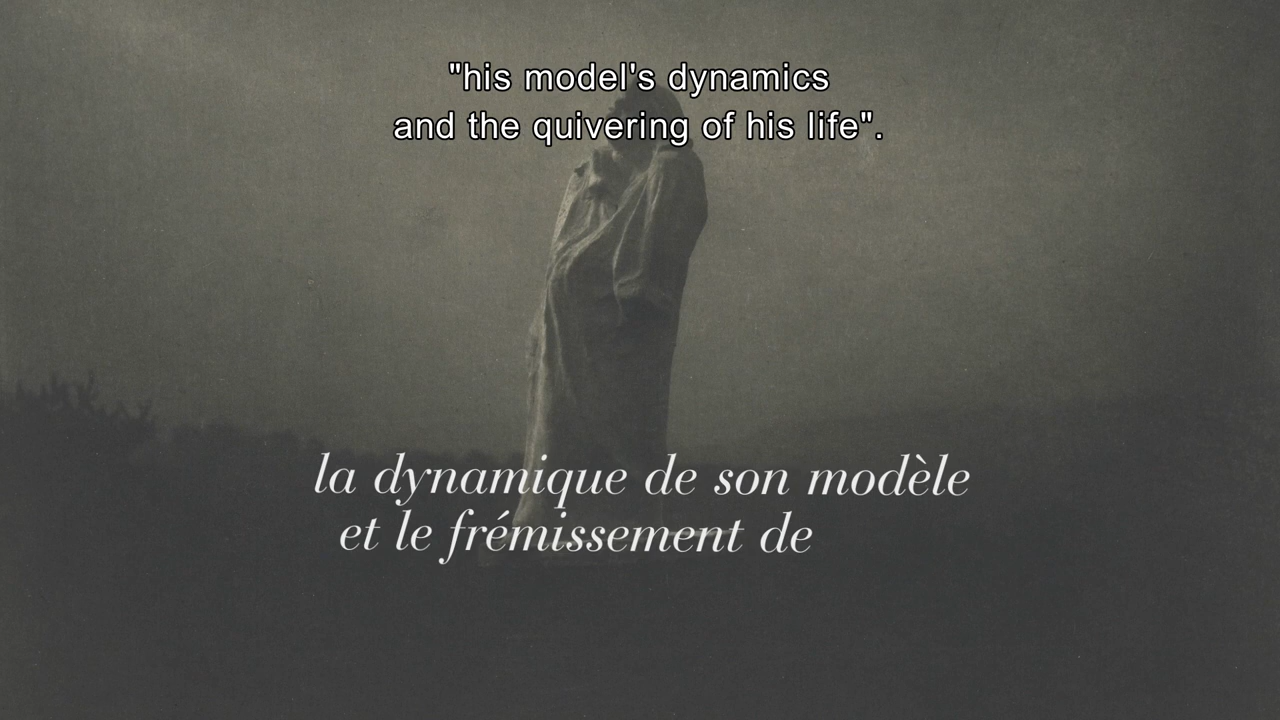 "his model's dynamics
and the quivering of his life".
la dynamique de son modèle
et le frémissement de